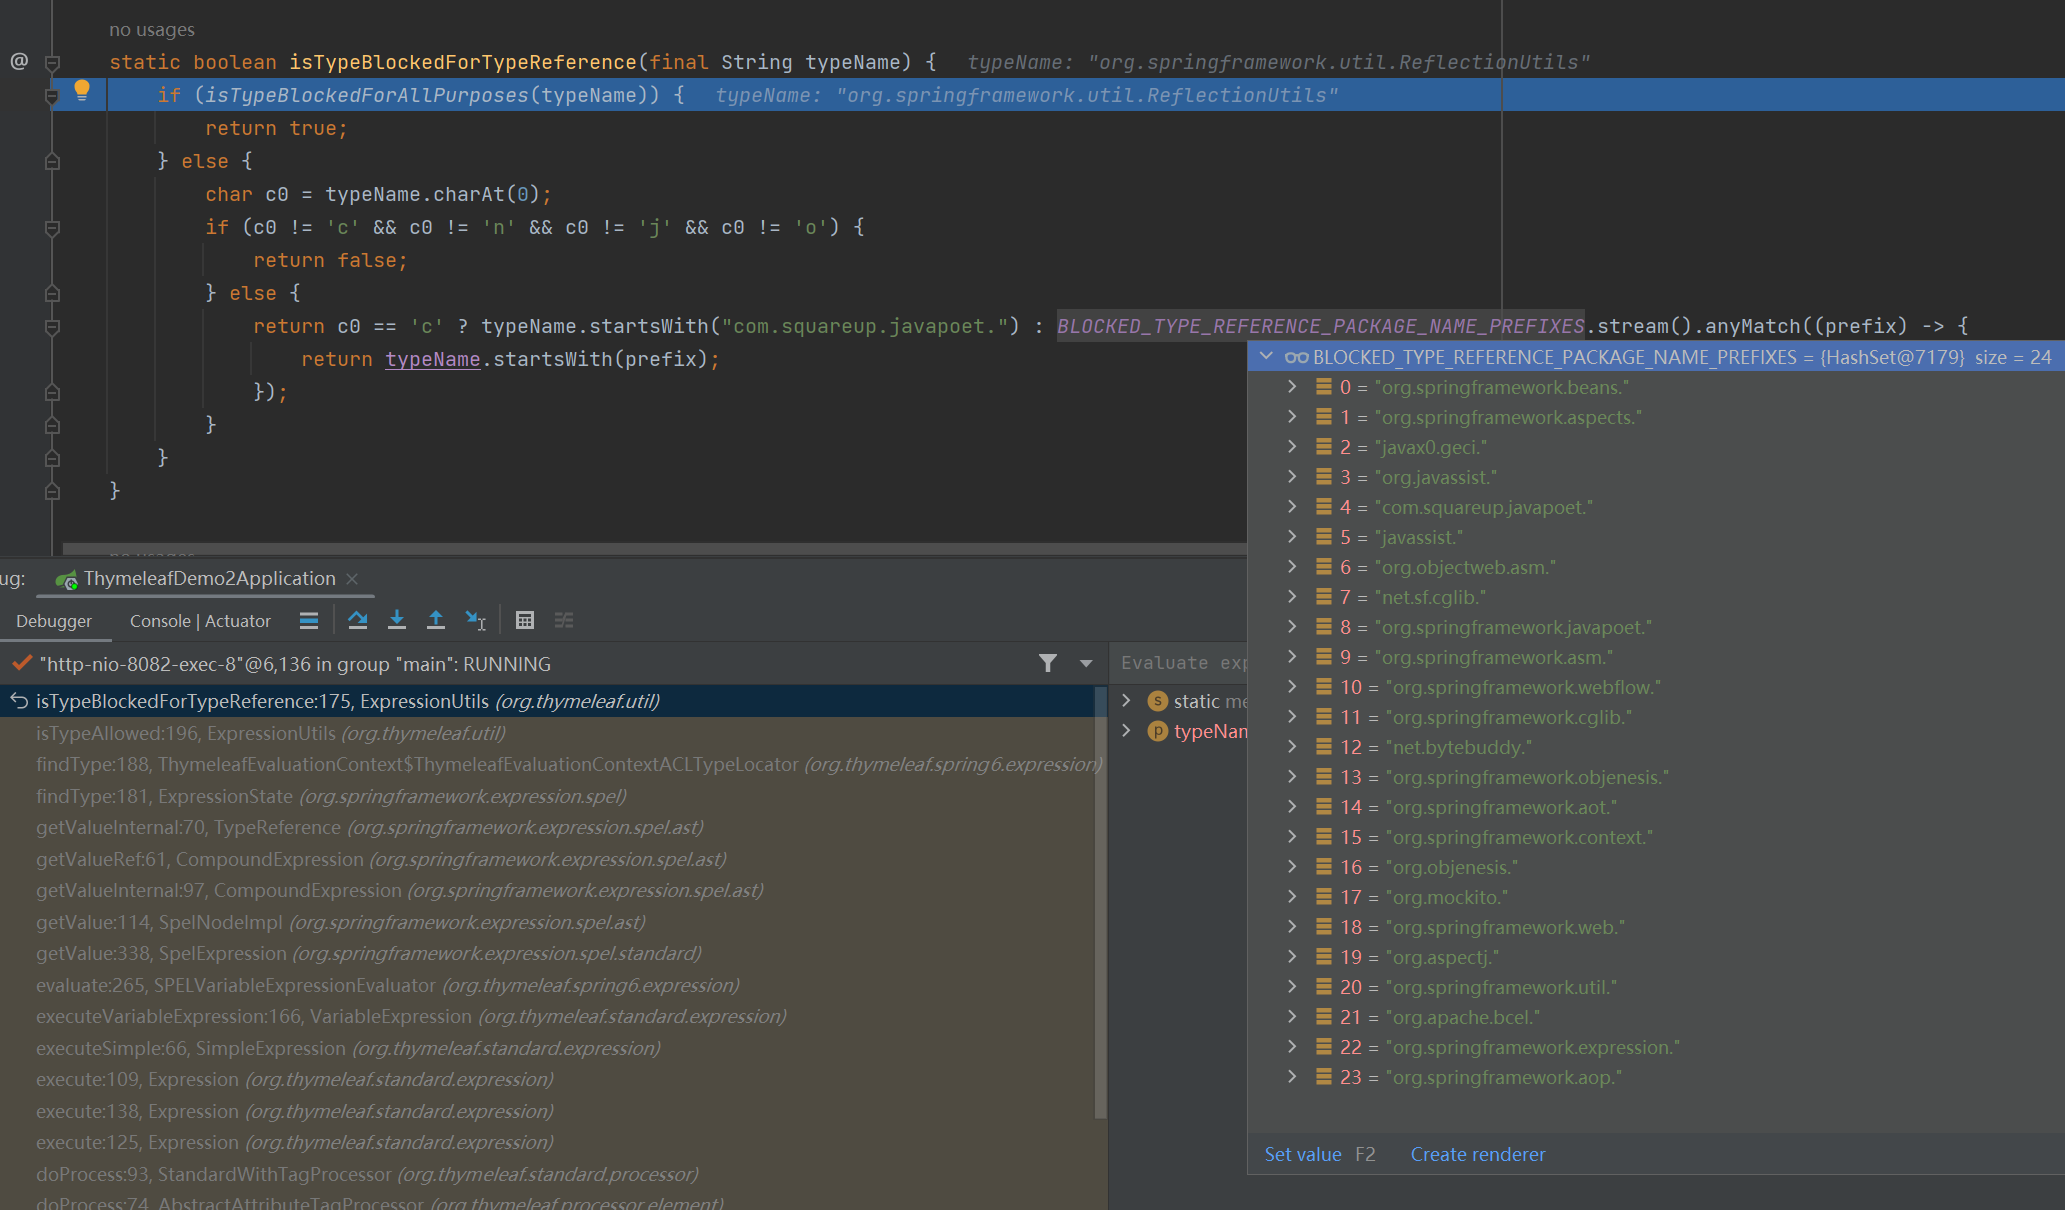 no usages
static boolean isTypeBlockedForTypeReference(final String typeName) {   typeName: "org.springframework.util.ReflectionUtils"
if (isTypeBlockedForAllPurposes(typeName)) {   typeName: "org.springframework.util.ReflectionUtils"
return true;
} else {
char c0 = typeName.charAt(0);
if (c0 != 'c' && c0 != 'n' && c0 != 'j' && c0 != 'o') {
return false;
} else {
return c0 == 'c' ? typeName.startsWith("com.squareup.javapoet.") : BLOCKED_TYPE_REFERENCE_PACKAGE_NAME_PREFIXES.stream().anyMatch((prefix) -> {
return typeName.startsWith(prefix);
});
}
}
}
BLOCKED_TYPE_REFERENCE_PACKAGE_NAME_PREFIXES = {HashSet@7179} size = 24
0 = "org.springframework.beans."
1 = "org.springframework.aspects."
2 = "javax0.geci."
3 = "org.javassist."
4 = "com.squareup.javapoet."
5 = "javassist."
6 = "org.objectweb.asm."
7 = "net.sf.cglib."
8 = "org.springframework.javapoet."
9 = "org.springframework.asm."
10 = "org.springframework.webflow."
11 = "org.springframework.cglib."
12 = "net.bytebuddy."
13 = "org.springframework.objenesis."
14 = "org.springframework.aot."
15 = "org.springframework.context."
16 = "org.objenesis."
17 = "org.mockito."
18 = "org.springframework.web."
19 = "org.aspectj."
20 = "org.springframework.util."
21 = "org.apache.bcel."
22 = "org.springframework.expression."
23 = "org.springframework.aop."
Set value F2 Create renderer
no usages
ug: ThymeleafDemo2Application
Debugger Console | Actuator
"http-nio-8082-exec-8"@6,136 in group "main": RUNNING
Evaluate exp
static me
typeNam
isTypeBlockedForTypeReference:175, ExpressionUtils (org.thymeleaf.util)
isTypeAllowed:196, ExpressionUtils (org.thymeleaf.util)
findType:188, ThymeleafEvaluationContext$ThymeleafEvaluationContextACLTypeLocator (org.thymeleaf.spring6.expression)
findType:181, ExpressionState (org.springframework.expression.spel)
getValueInternal:70, TypeReference (org.springframework.expression.spel.ast)
getValueRef:61, CompoundExpression (org.springframework.expression.spel.ast)
getValueInternal:97, CompoundExpression (org.springframework.expression.spel.ast)
getValue:114, SpelNodeImpl (org.springframework.expression.spel.ast)
getValue:338, SpelExpression (org.springframework.expression.spel.standard)
evaluate:265, SPELVariableExpressionEvaluator (org.thymeleaf.spring6.expression)
executeVariableExpression:166, VariableExpression (org.thymeleaf.standard.expression)
executeSimple:66, SimpleExpression (org.thymeleaf.standard.expression)
execute:109, Expression (org.thymeleaf.standard.expression)
execute:138, Expression (org.thymeleaf.standard.expression)
execute:125, Expression (org.thymeleaf.standard.expression)
doProcess:93, StandardWithTagProcessor (org.thymeleaf.standard.processor)
doProcess:74, AbstractAttributeTagProcessor (org.thymeleaf.processor.element)